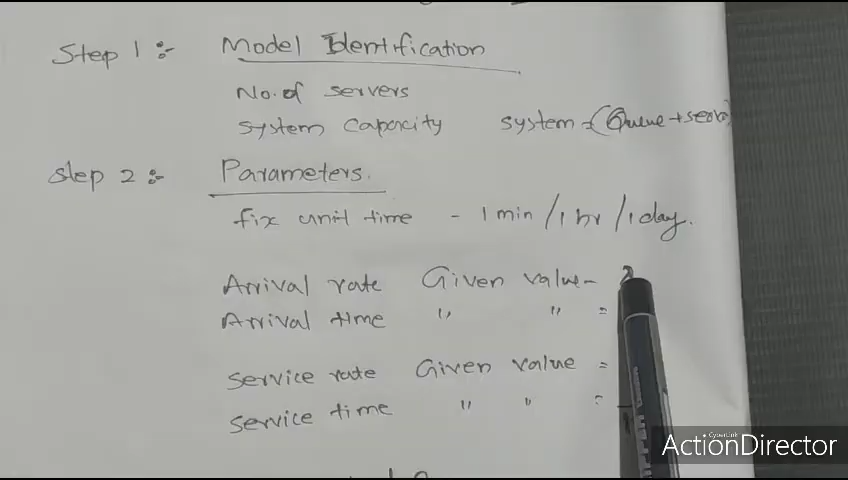 Step 1 :- Model Identification
No. of servers
system capacity system = (Queue + 
Step 2 :- Parameters.
fix unit time - 1 min / 1 hr / 1 day.
Arrival rate Given value -
Arrival time " " =
service rate Given value =
service time " " =
CyberLink
ActionDirector